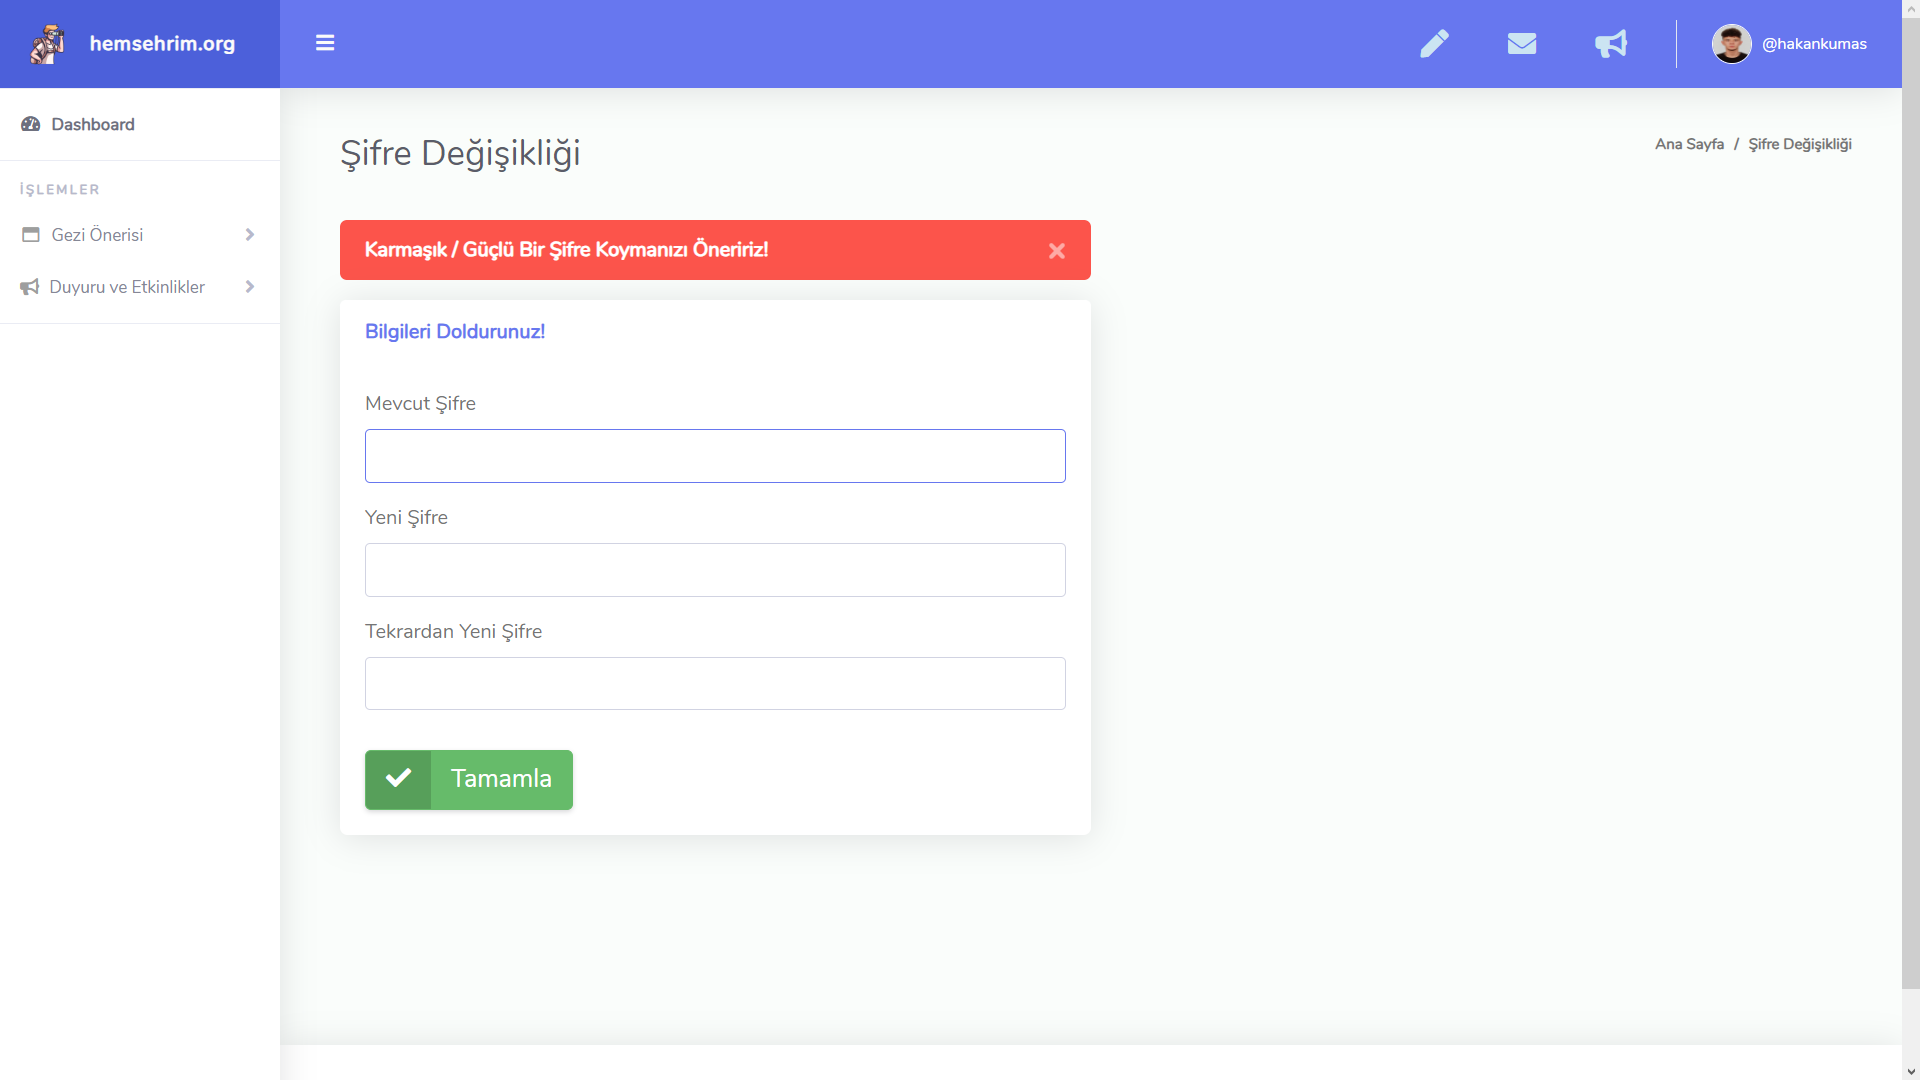 hemsehrim.org
@hakankumas
Dashboard
İŞLEMLER
Gezi Önerisi
Duyuru ve Etkinlikler
Şifre Değişikliği
Ana Sayfa / Şifre Değişikliği
Karmaşık / Güçlü Bir Şifre Koymanızı Öneririz!
Bilgileri Doldurunuz!
Mevcut Şifre
Yeni Şifre
Tekrardan Yeni Şifre
Tamamla